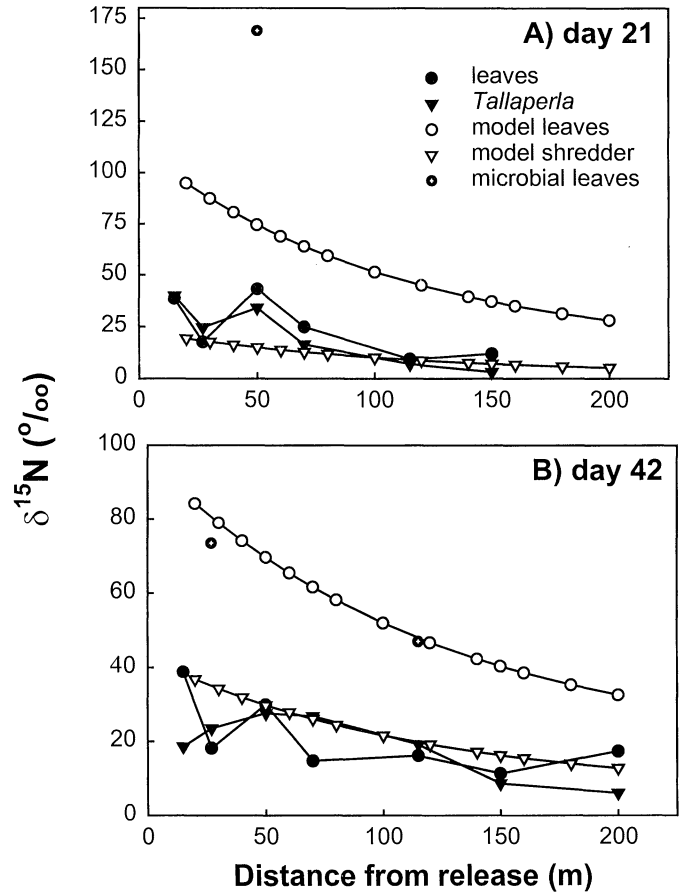 A) day 21
175
150
125
100
75
50
25
0
leaves
Tallaperla
model leaves
model shredder
microbial leaves
0 50 100 150 200
δ15N (o/oo)
B) day 42
100
80
60
40
20
0
0 50 100 150 200
Distance from release (m)